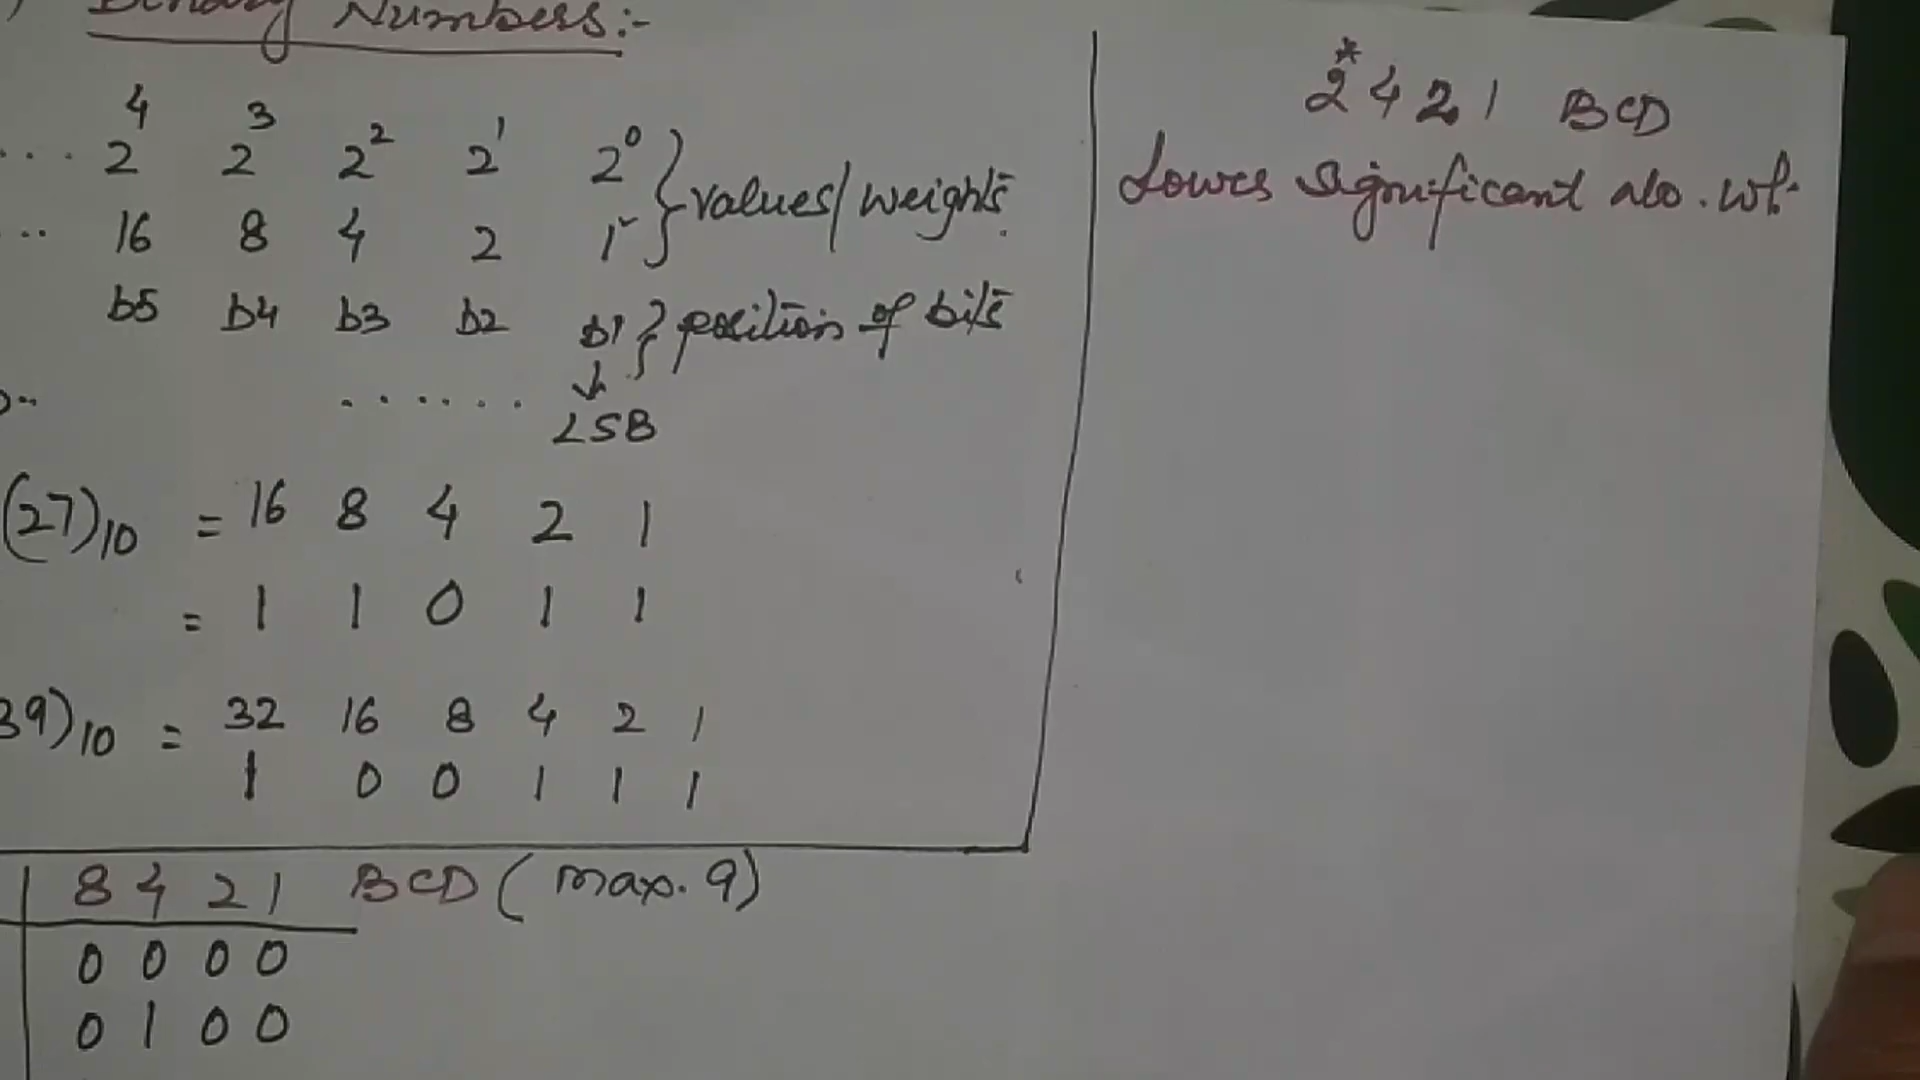 Binary Numbers:-
... 2^4 2^3 2^2 2^1 2^0 } values/weights
.. 16 8 4 2 1
b5 b4 b3 b2 b1 } position of bits
......
LSB
(27)10 = 16 8 4 2 1
= 1 1 0 1 1
39)10 = 32 16 8 4 2 1
1 0 0 1 1 1
8 4 2 1 BCD (max. 9)
0 0 0 0
0 1 0 0
2* 4 2 1 BCD
Lower significant also. wt.